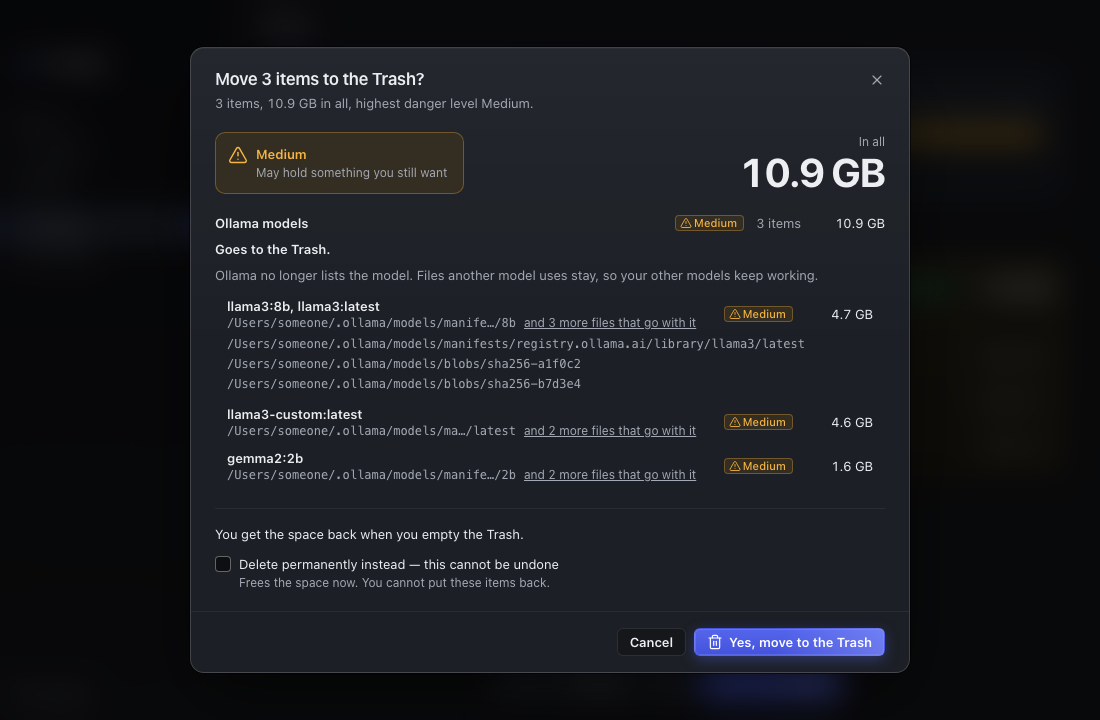 Move 3 items to the Trash?
3 items, 10.9 GB in all, highest danger level Medium.
Medium
May hold something you still want
In all
10.9 GB
Ollama models Medium 3 items 10.9 GB
Goes to the Trash.
Ollama no longer lists the model. Files another model uses stay, so your other models keep working.
llama3:8b, llama3:latest
/Users/someone/.ollama/models/manife…/8b and 3 more files that go with it Medium 4.7 GB
/Users/someone/.ollama/models/manifests/registry.ollama.ai/library/llama3/latest
/Users/someone/.ollama/models/blobs/sha256-a1f0c2
/Users/someone/.ollama/models/blobs/sha256-b7d3e4
llama3-custom:latest
/Users/someone/.ollama/models/ma…/latest and 2 more files that go with it Medium 4.6 GB
gemma2:2b
/Users/someone/.ollama/models/manife…/2b and 2 more files that go with it Medium 1.6 GB
You get the space back when you empty the Trash.
Delete permanently instead — this cannot be undone
Frees the space now. You cannot put these items back.
Cancel Yes, move to the Trash